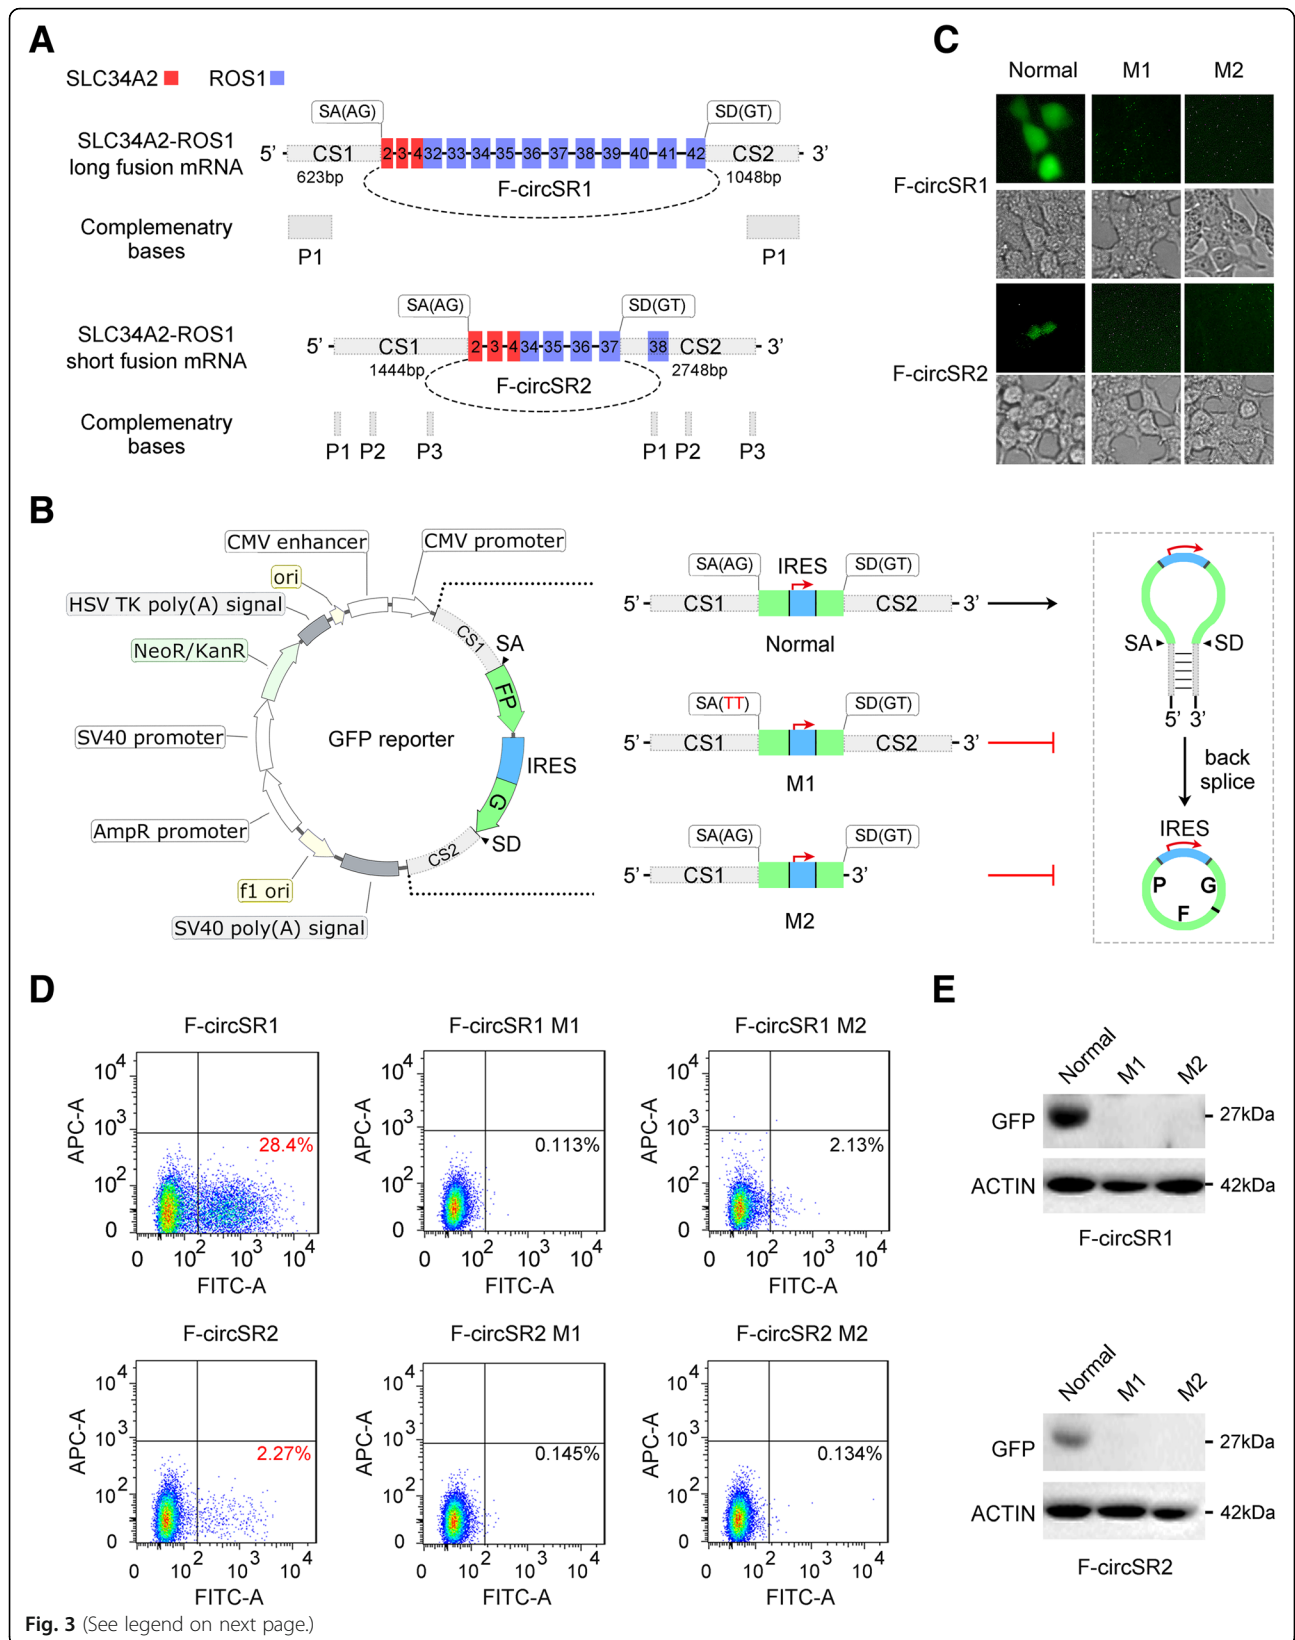 A
SLC34A2 ROS1
SA(AG) SD(GT)
SLC34A2-ROS1
long fusion mRNA
5’ CS1 2 3 4 32 33 34 35 36 37 38 39 40 41 42 CS2 3’
623bp 1048bp
F-circSR1
Complemenatry
bases
P1 P1
SA(AG) SD(GT)
SLC34A2-ROS1
short fusion mRNA
5’ CS1 2 3 4 34 35 36 37 38 CS2 3’
1444bp 2748bp
F-circSR2
Complemenatry
bases
P1 P2 P3 P1 P2 P3
C
Normal M1 M2
F-circSR1
F-circSR2
B
CMV enhancer
CMV promoter
ori
HSV TK poly(A) signal
NeoR/KanR
SV40 promoter
AmpR promoter
f1 ori
SV40 poly(A) signal
GFP reporter
CS1
SA
FP
IRES
G
SD
CS2
SA(AG) IRES SD(GT)
5’ CS1 CS2 3’
Normal
SA(TT) SD(GT)
5’ CS1 CS2 3’
M1
SA(AG) SD(GT)
5’ CS1 3’
M2
SA SD
5’ 3’
back
splice
IRES
P G
F
D
F-circSR1
APC-A
10^4
10^3
28.4%
10^2
0
0 10^2 10^3 10^4
FITC-A
F-circSR1 M1
APC-A
10^4
10^3
0.113%
10^2
0
0 10^2 10^3 10^4
FITC-A
F-circSR1 M2
APC-A
10^4
10^3
2.13%
10^2
0
0 10^2 10^3 10^4
FITC-A
F-circSR2
APC-A
10^4
10^3
2.27%
10^2
0
0 10^2 10^3 10^4
FITC-A
F-circSR2 M1
APC-A
10^4
10^3
0.145%
10^2
0
0 10^2 10^3 10^4
FITC-A
F-circSR2 M2
APC-A
10^4
10^3
0.134%
10^2
0
0 10^2 10^3 10^4
FITC-A
E
Normal M1 M2
GFP 27kDa
ACTIN 42kDa
F-circSR1
Normal M1 M2
GFP 27kDa
ACTIN 42kDa
F-circSR2
Fig. 3 (See legend on next page.)